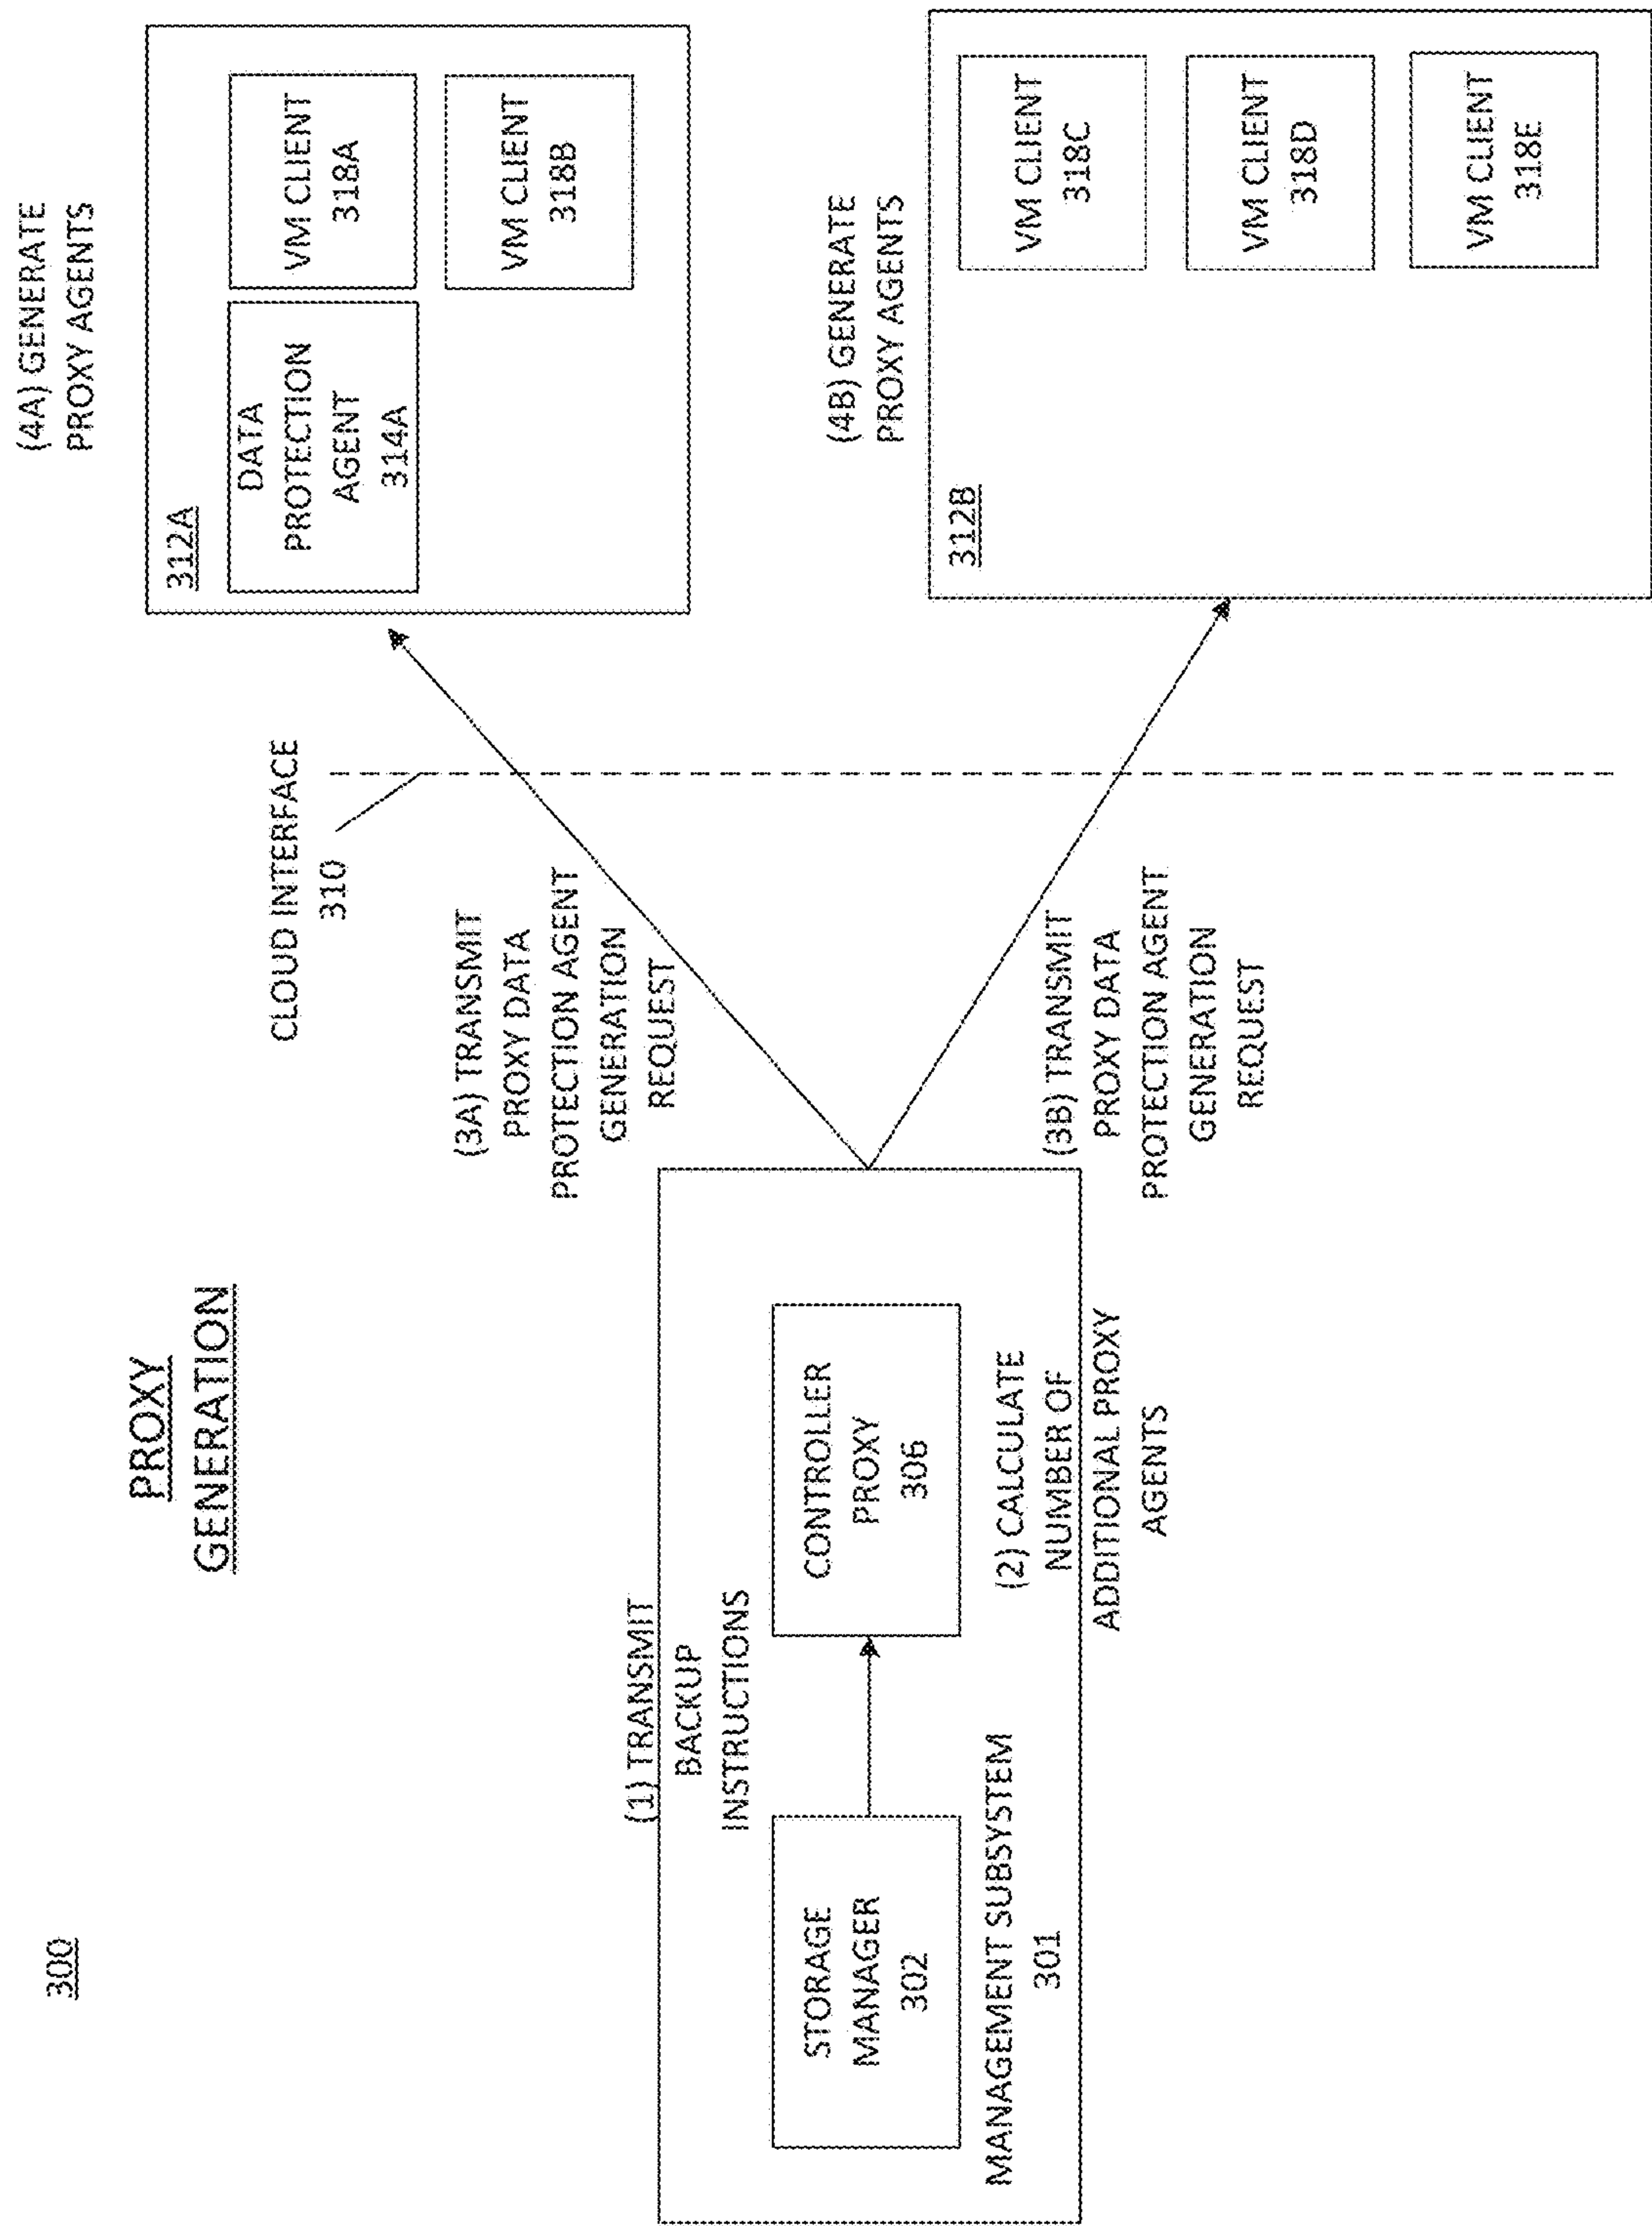 300
PROXY
GENERATION
(1) TRANSMIT
BACKUP
INSTRUCTIONS
STORAGE
MANAGER
302
CONTROLLER
PROXY
306
MANAGEMENT SUBSYSTEM
301
(2) CALCULATE
NUMBER OF
ADDITIONAL PROXY
AGENTS
CLOUD INTERFACE
310
(3A) TRANSMIT
PROXY DATA
PROTECTION AGENT
GENERATION
REQUEST
(3B) TRANSMIT
PROXY DATA
PROTECTION AGENT
GENERATION
REQUEST
(4A) GENERATE
PROXY AGENTS
312A
DATA
PROTECTION
AGENT
314A
VM CLIENT
318A
VM CLIENT
318B
(4B) GENERATE
PROXY AGENTS
312B
VM CLIENT
318C
VM CLIENT
318D
VM CLIENT
318E